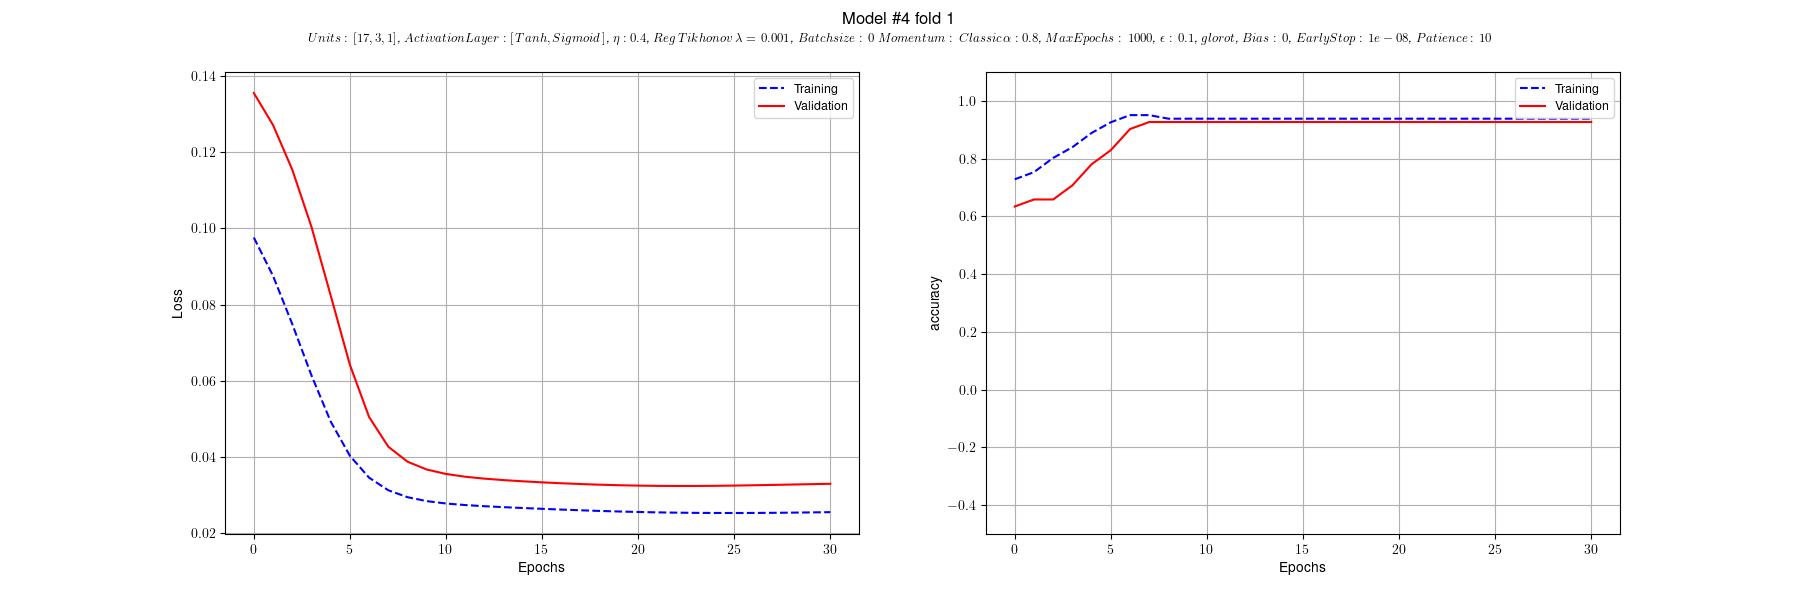 Model #4 fold 1
Units : [17, 3, 1], ActivationLayer : [Tanh, Sigmoid], η : 0.4, Reg Tikhonov λ = 0.001, Batchsize : 0 Momentum : Classicα : 0.8, MaxEpochs : 1000, ϵ : 0.1, glorot, Bias : 0, EarlyStop : 1e − 08, Patience : 10
0.14
0.12
0.10
0.08
0.06
0.04
0.02
Loss
Training
Validation
0 5 10 15 20 25 30
Epochs
1.0
0.8
0.6
0.4
0.2
0.0
−0.2
−0.4
accuracy
Training
Validation
0 5 10 15 20 25 30
Epochs